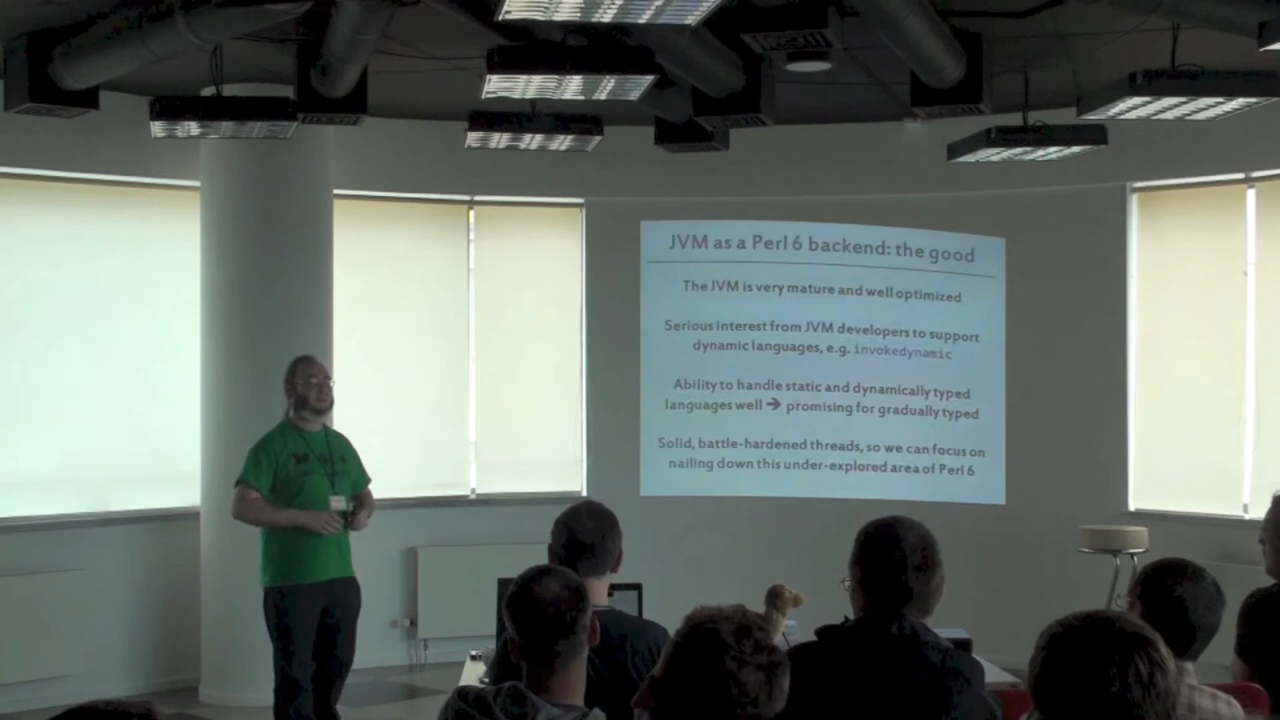 JVM as a Perl 6 backend: the good
The JVM is very mature and well optimized
Serious interest from JVM developers to support
dynamic languages, e.g. invokedynamic
Ability to handle static and dynamically typed
languages well ➔ promising for gradually typed
Solid, battle-hardened threads, so we can focus on
nailing down this under-explored area of Perl 6